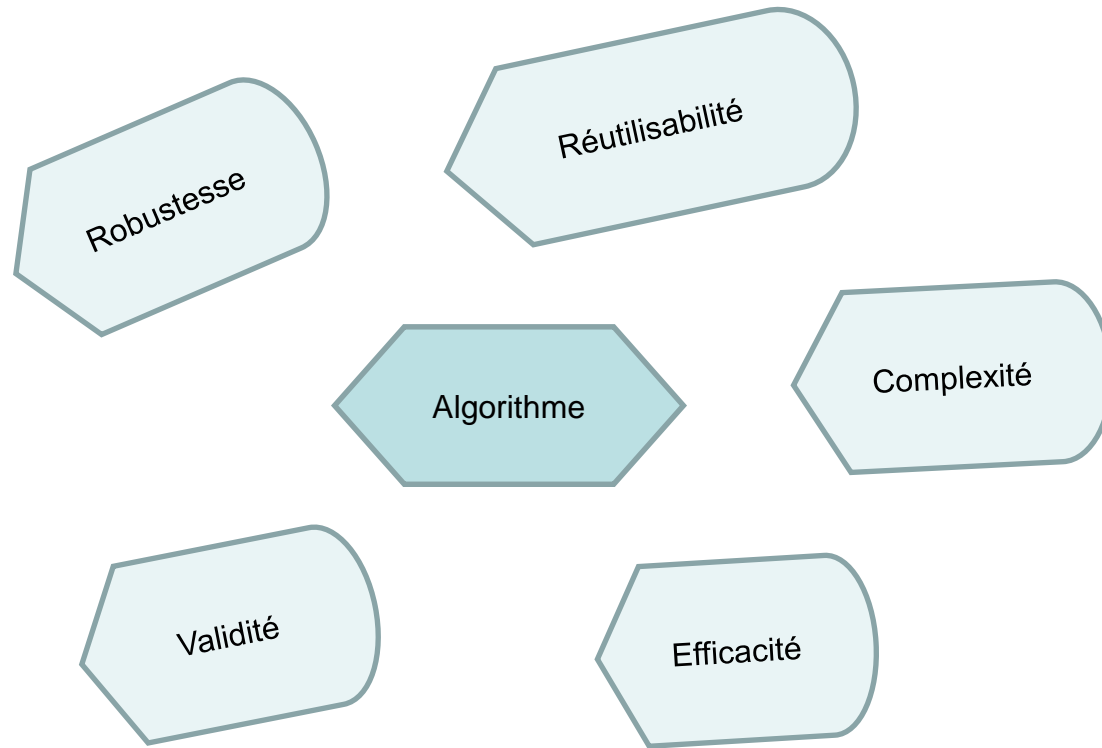 Réutilisabilité
Robustesse
Complexité
Algorithme
Validité
Efficacité